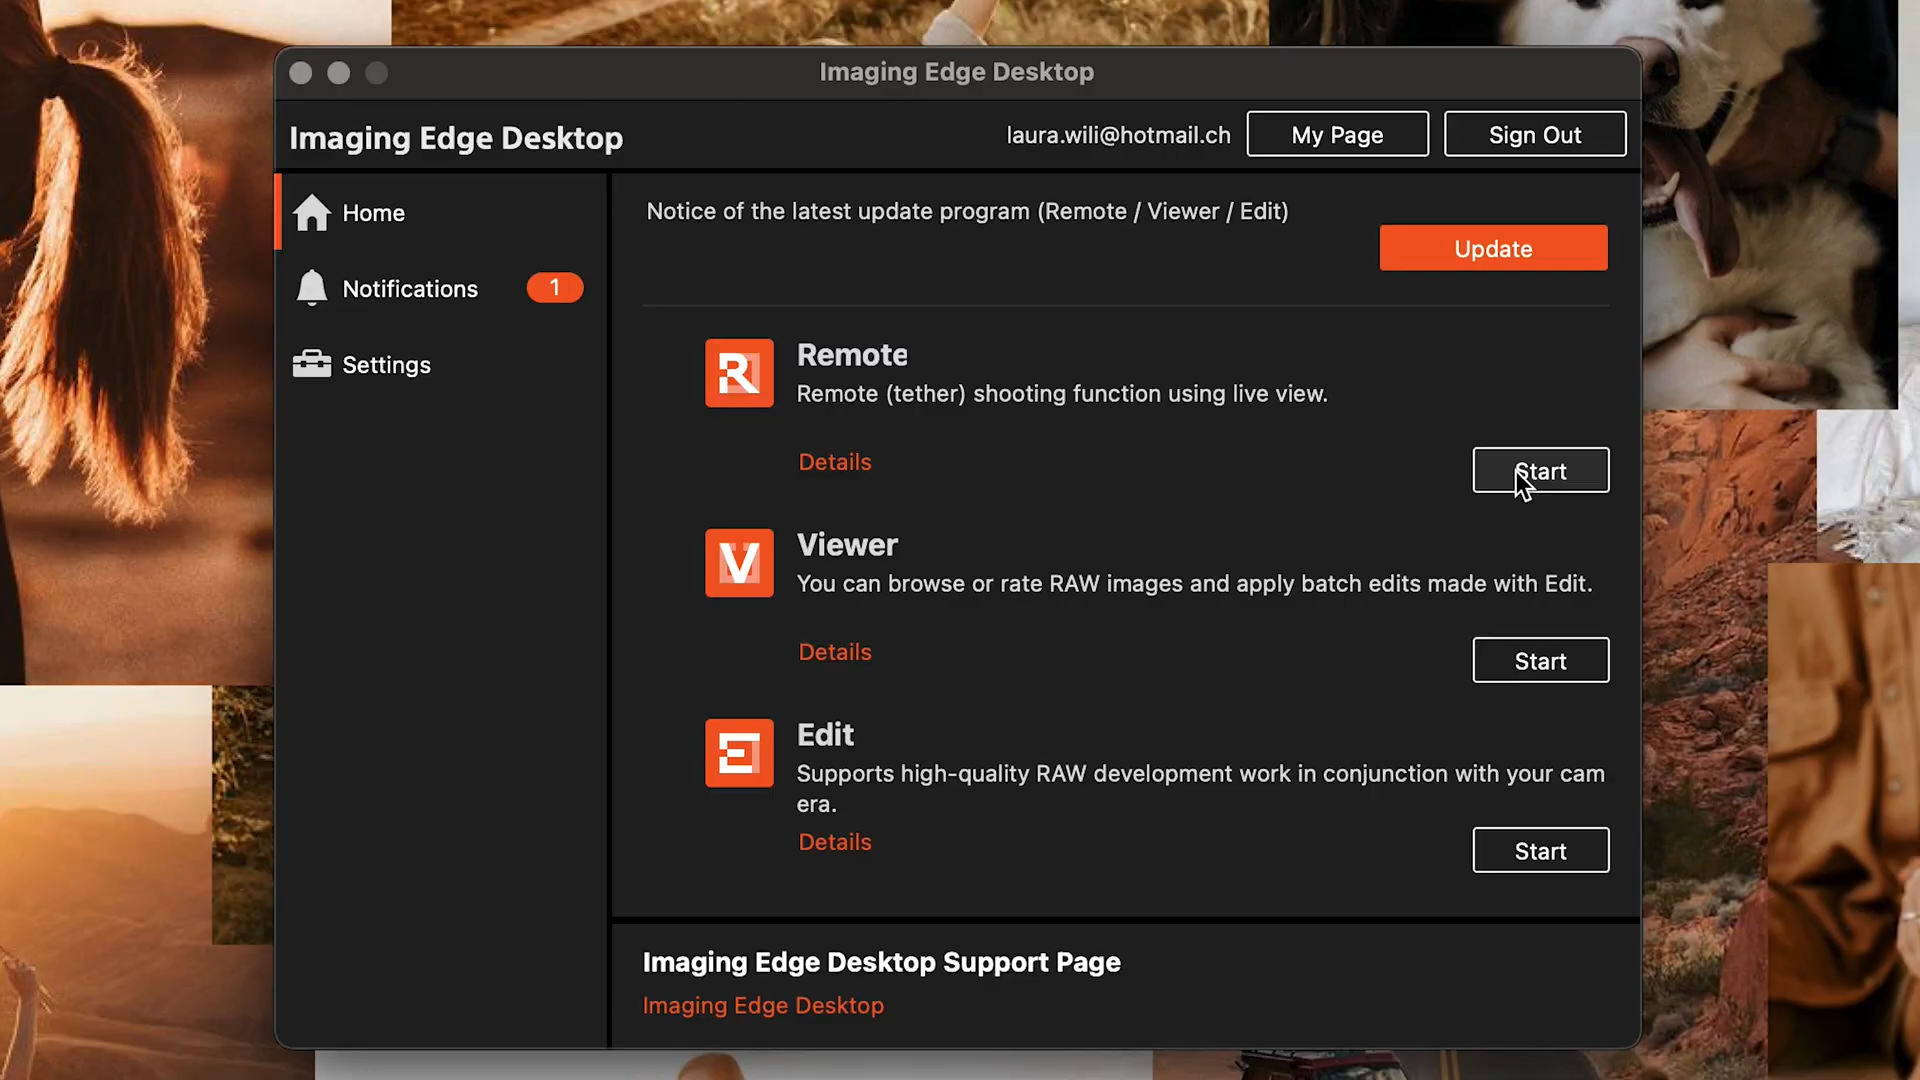 Imaging Edge Desktop
Imaging Edge Desktop
laura.wili@hotmail.ch
My Page
Sign Out
Home
Notifications
1
Settings
Notice of the latest update program (Remote / Viewer / Edit)
Update
R
Remote
Remote (tether) shooting function using live view.
Details
Start
V
Viewer
You can browse or rate RAW images and apply batch edits made with Edit.
Details
Start
E
Edit
Supports high-quality RAW development work in conjunction with your cam
era.
Details
Start
Imaging Edge Desktop Support Page
Imaging Edge Desktop